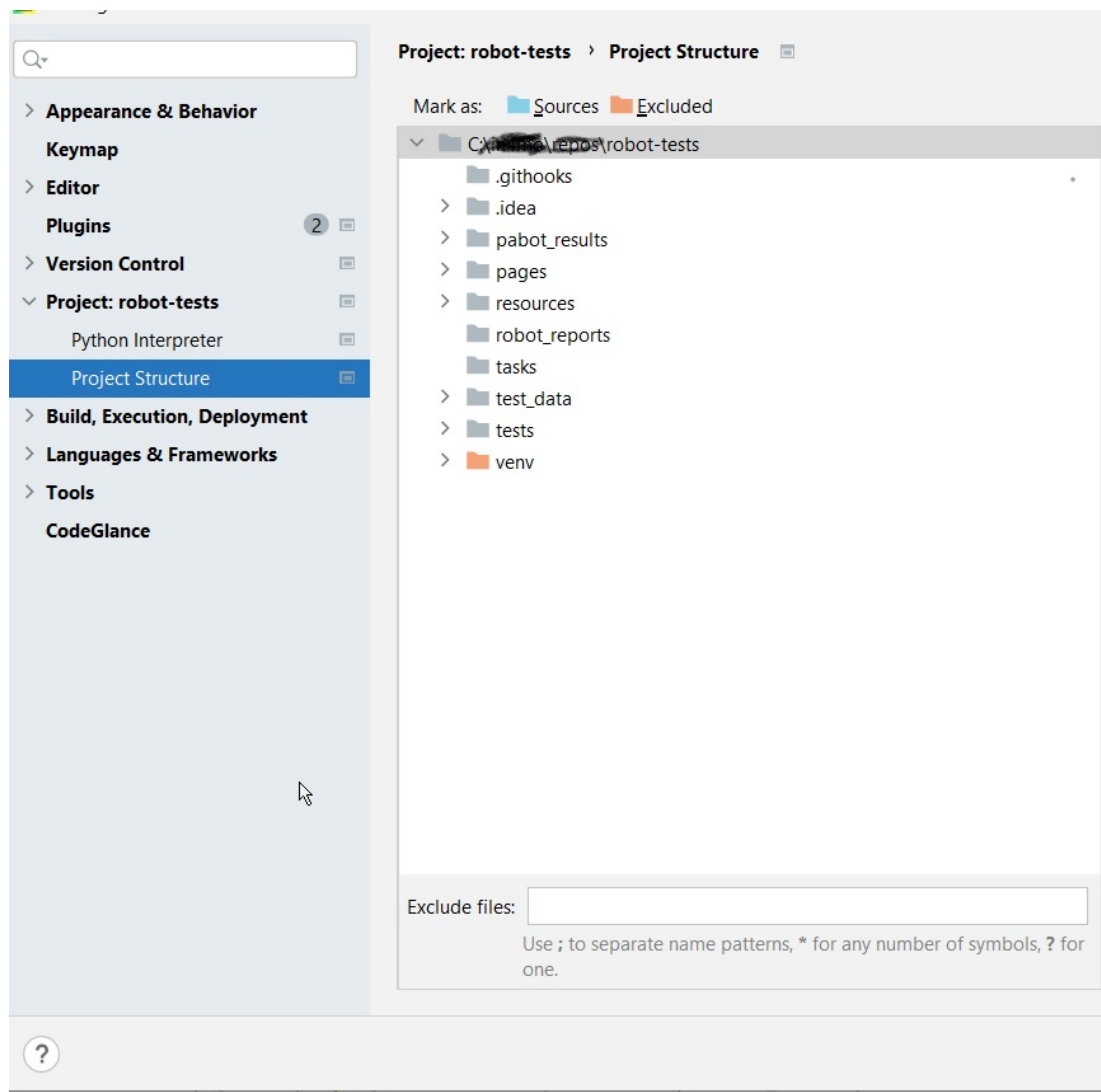 Project: robot-tests › Project Structure
Appearance & Behavior
Keymap
Editor
Plugins 2
Version Control
Project: robot-tests
Python Interpreter
Project Structure
Build, Execution, Deployment
Languages & Frameworks
Tools
CodeGlance
Mark as: Sources Excluded
C:\ \repos\robot-tests
.githooks
.idea
pabot_results
pages
resources
robot_reports
tasks
test_data
tests
venv
Exclude files:
Use ; to separate name patterns, * for any number of symbols, ? for
one.
?